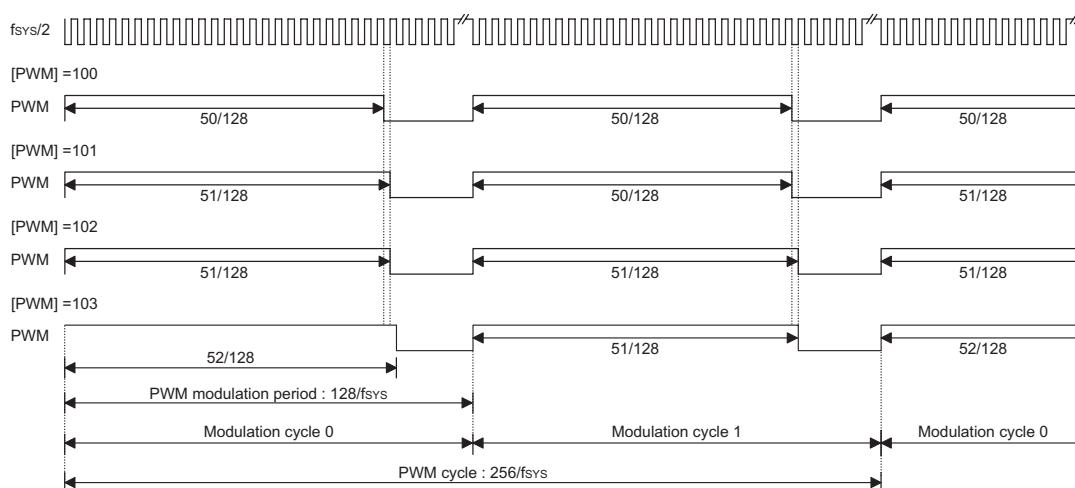 fSYS/2
[PWM] =100
PWM
50/128 50/128 50/128
[PWM] =101
PWM
51/128 50/128 51/128
[PWM] =102
PWM
51/128 51/128 51/128
[PWM] =103
PWM
52/128 51/128 52/128
PWM modulation period : 128/fSYS
Modulation cycle 0 Modulation cycle 1 Modulation cycle 0
PWM cycle : 256/fSYS